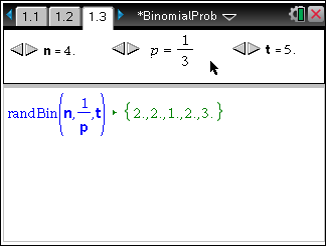 1.1 1.2 1.3 *BinomialProb
n = 4. p = 1/3 t = 5.
randBin(n, 1/p, t) ▸ {2.,2.,1.,2.,3.}